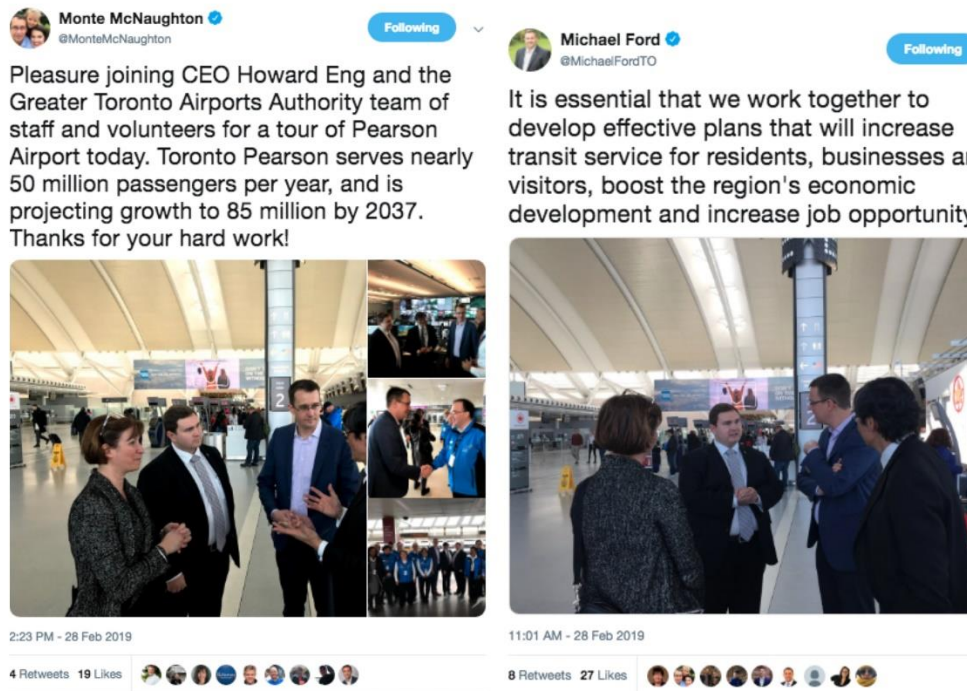 Monte McNaughton
@MonteMcNaughton
Following
Pleasure joining CEO Howard Eng and the
Greater Toronto Airports Authority team of
staff and volunteers for a tour of Pearson
Airport today. Toronto Pearson serves nearly
50 million passengers per year, and is
projecting growth to 85 million by 2037.
Thanks for your hard work!
2
2:23 PM - 28 Feb 2019
4 Retweets 19 Likes
Michael Ford
@MichaelFordTO
Following
It is essential that we work together to
develop effective plans that will increase
transit service for residents, businesses
visitors, boost the region's economic
development and increase job opportunity
2
11:01 AM - 28 Feb 2019
8 Retweets 27 Likes